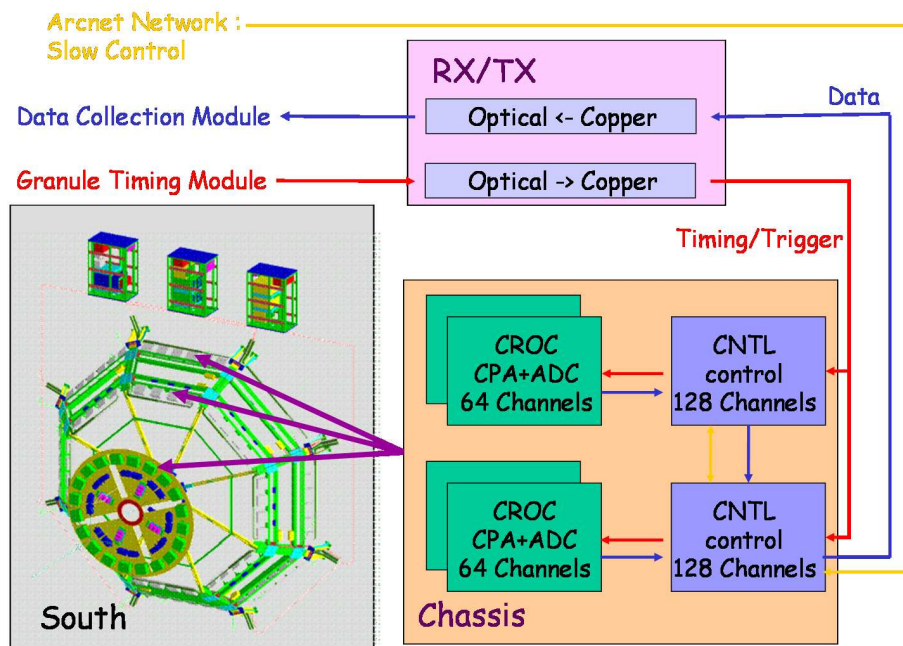 Arcnet Network :
Slow Control
RX/TX
Data
Data Collection Module
Optical <- Copper
Granule Timing Module
Optical -> Copper
Timing/Trigger
CROC
CPA+ADC
64 Channels
CNTL
control
128 Channels
CROC
CPA+ADC
64 Channels
CNTL
control
128 Channels
South
Chassis